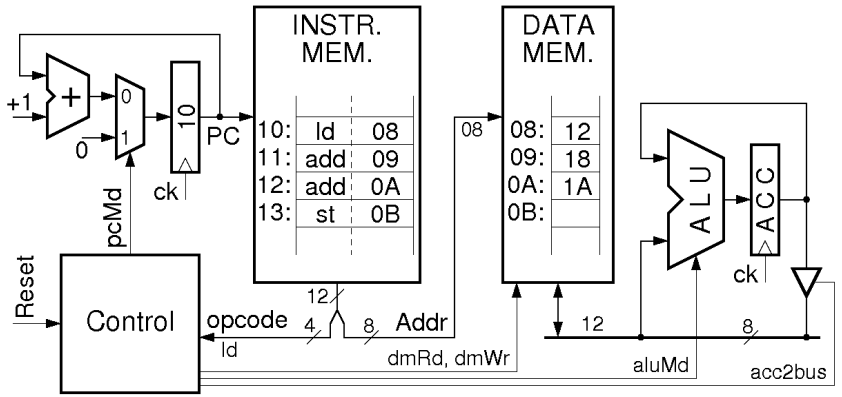 INSTR. MEM.
DATA MEM.
+1
+
0
1
0
10
PC
ck
pcMd
10: ld 08
11: add 09
12: add 0A
13: st 0B
08
08: 12
09: 18
0A: 1A
0B:
ALU
ACC
ck
Reset
Control
12
opcode 4 8 Addr
ld
12
8
dmRd, dmWr
aluMd
acc2bus